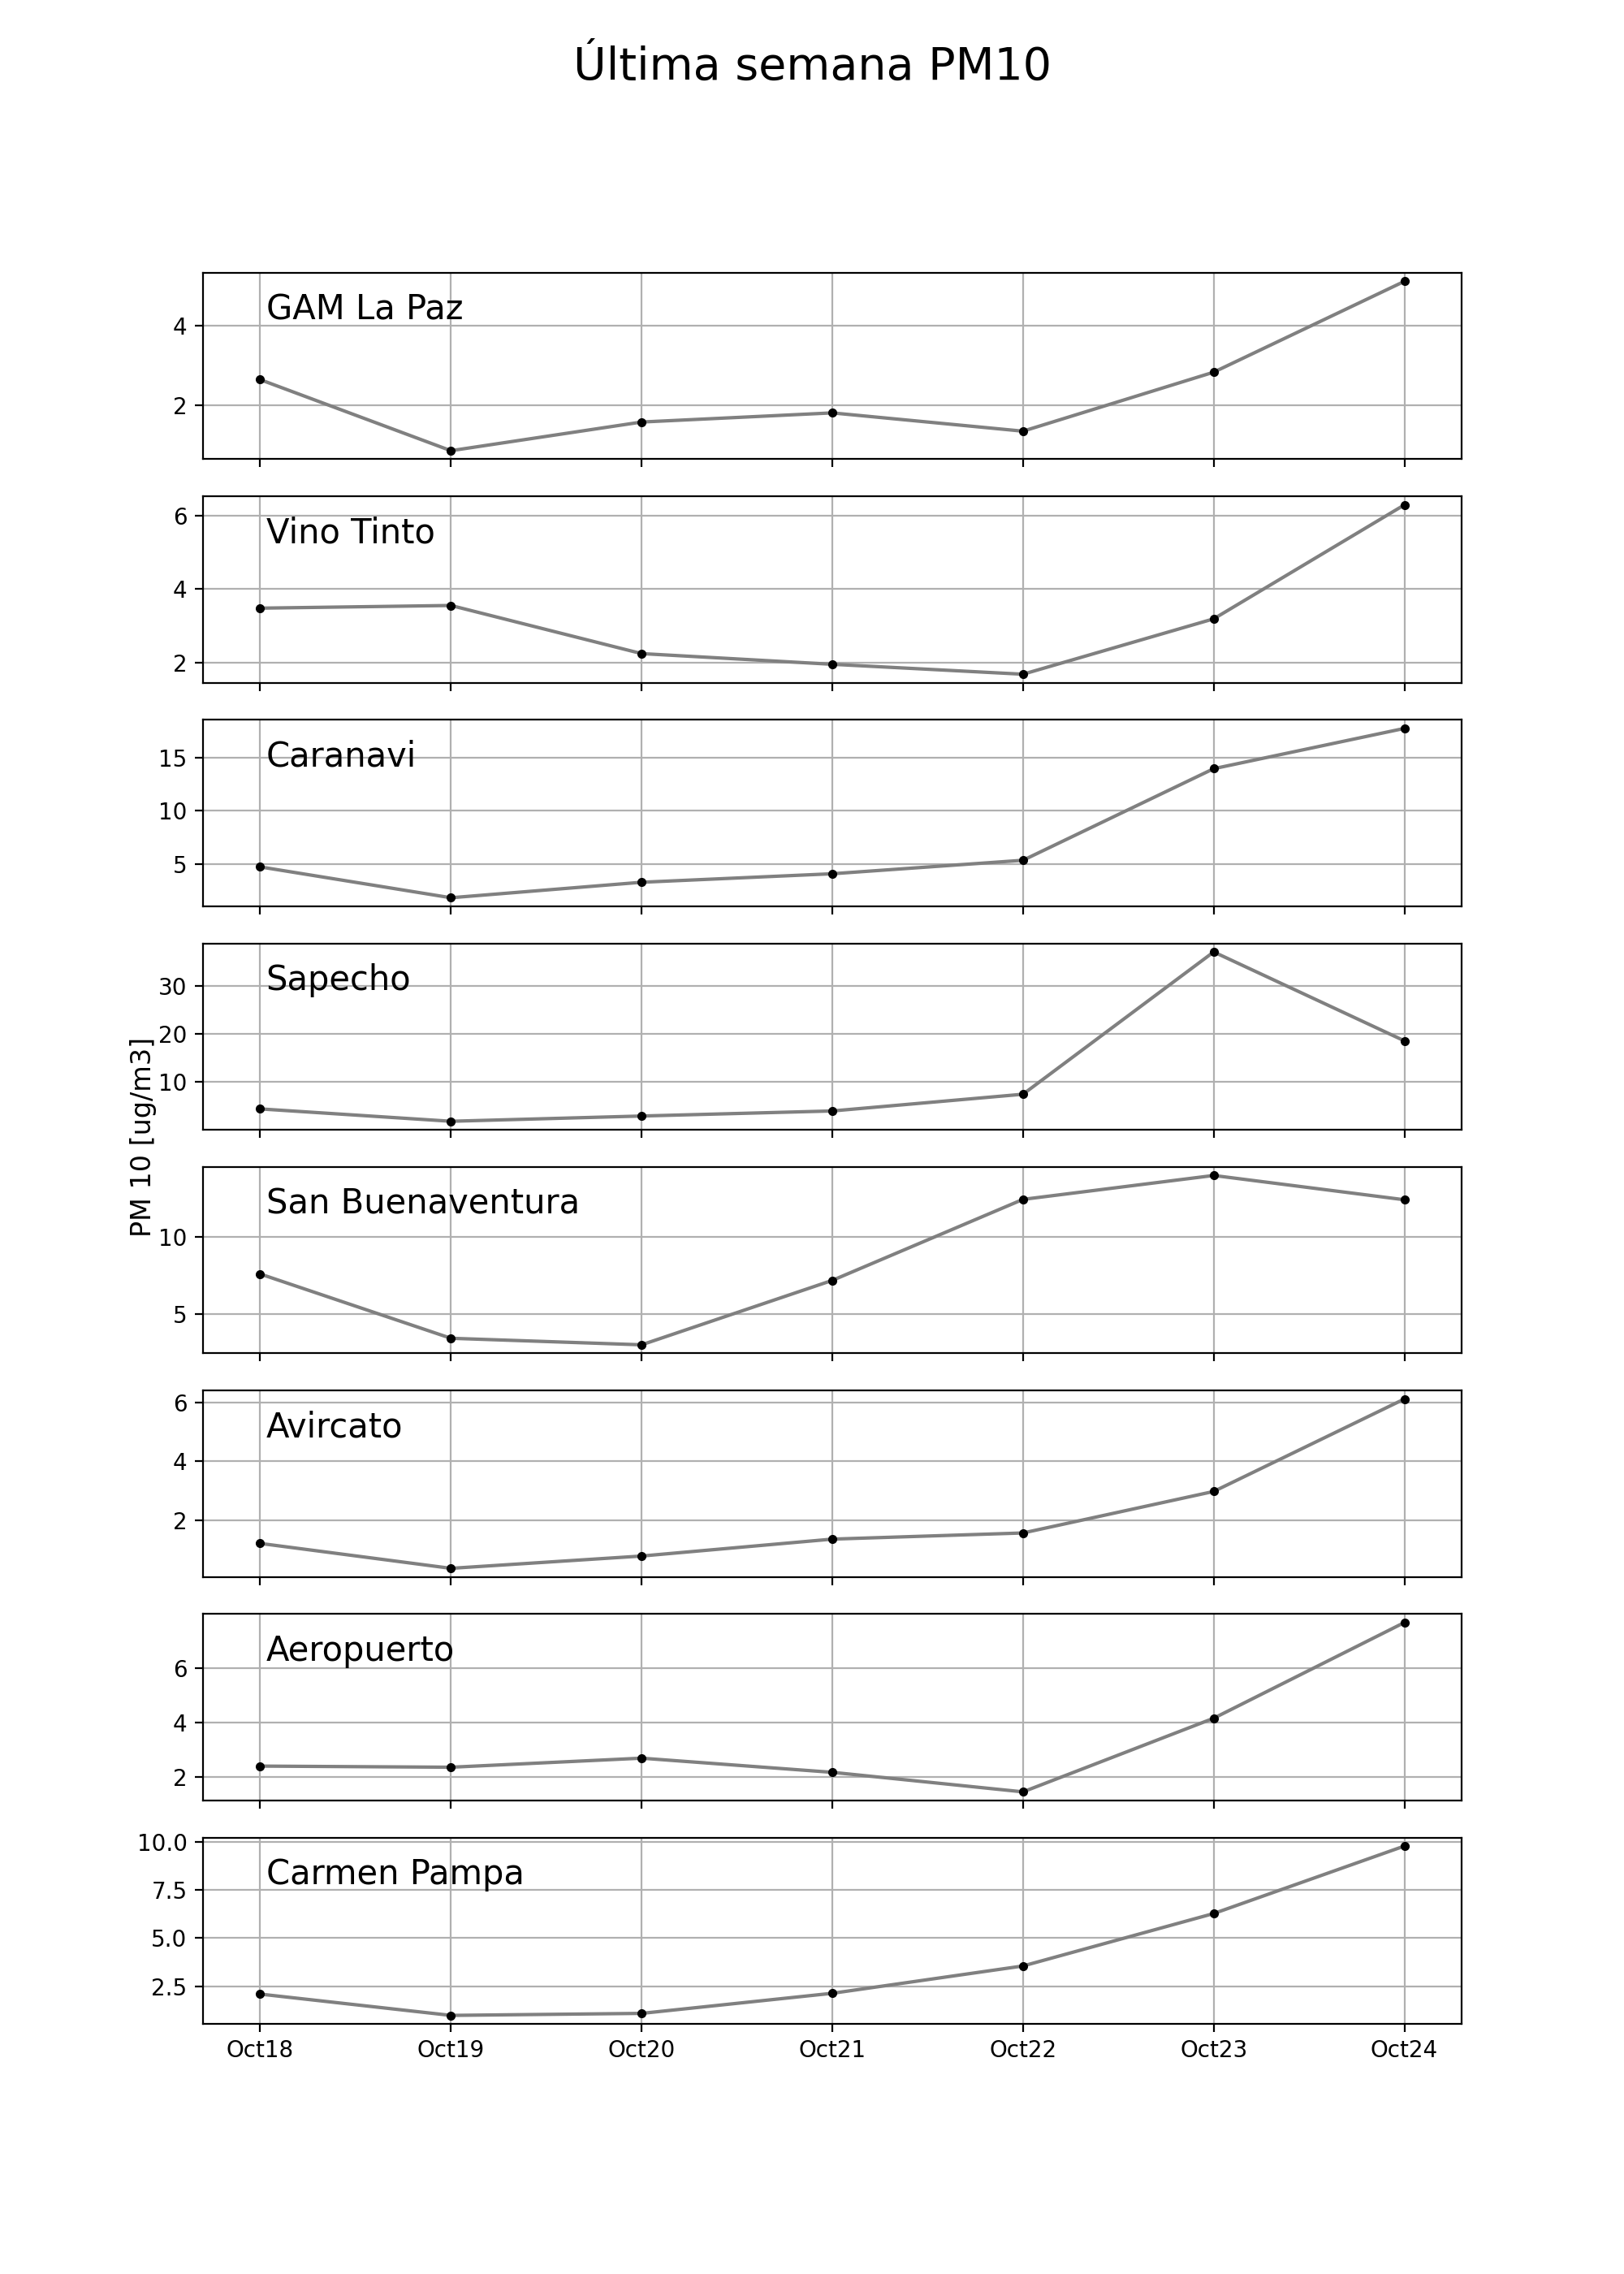 Última semana PM10
GAM La Paz
4
2
Vino Tinto
6
4
2
Caranavi
15
10
5
Sapecho
30
20
10
PM 10 [ug/m3]
San Buenaventura
10
5
Avircato
6
4
2
Aeropuerto
6
4
2
Carmen Pampa
10.0
7.5
5.0
2.5
Oct18 Oct19 Oct20 Oct21 Oct22 Oct23 Oct24